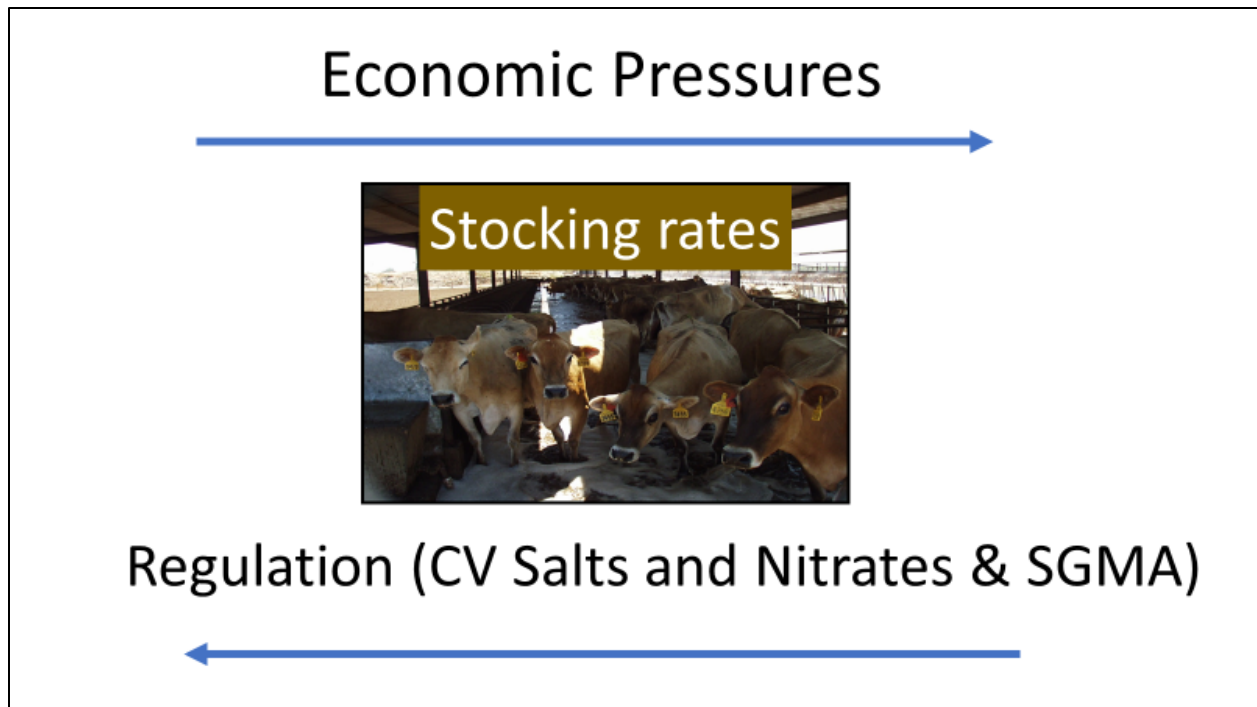 Economic Pressures
Stocking rates
Regulation (CV Salts and Nitrates & SGMA)